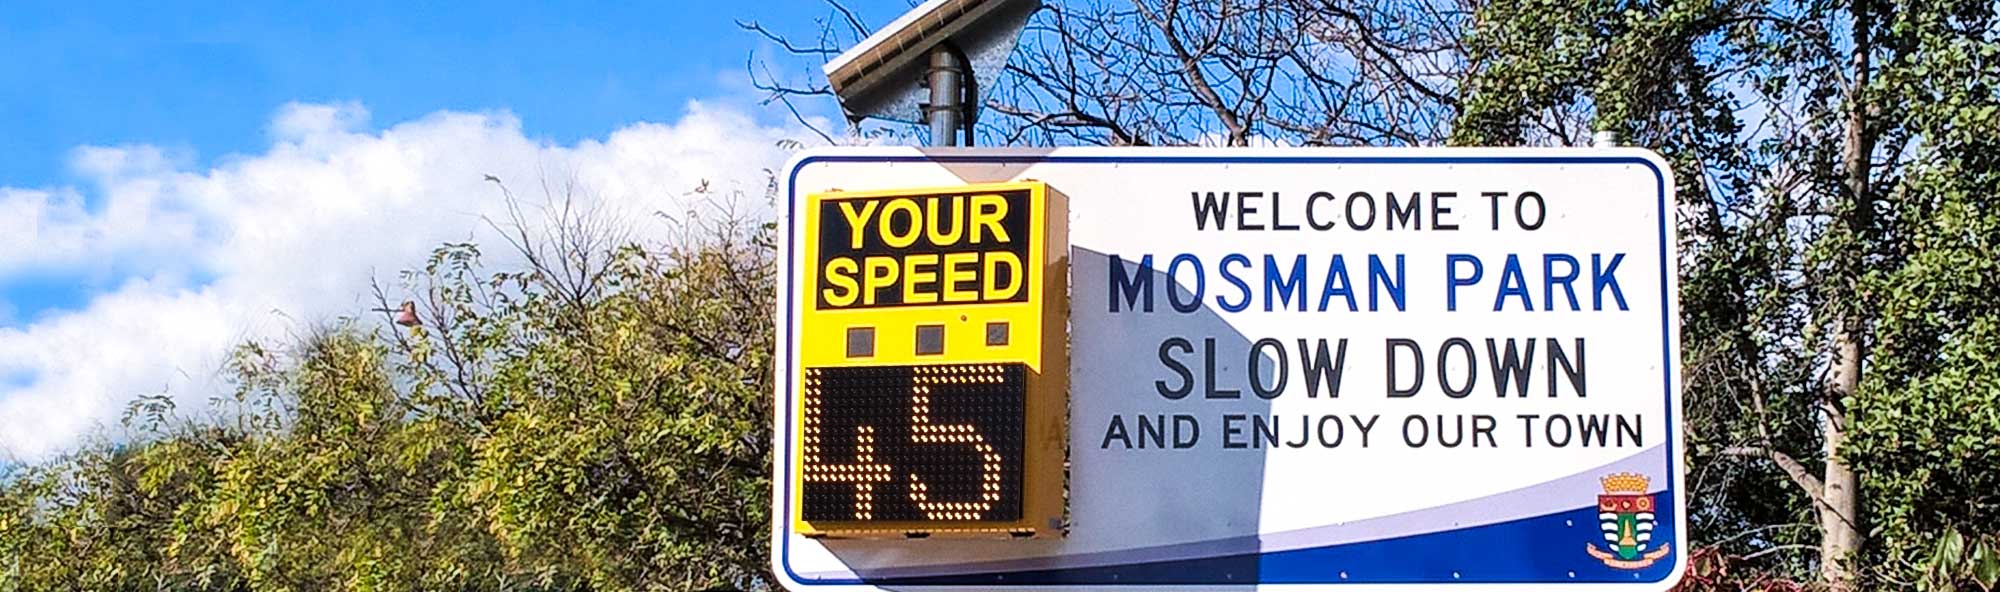 YOUR
SPEED
45
WELCOME TO
MOSMAN PARK
SLOW DOWN
AND ENJOY OUR TOWN